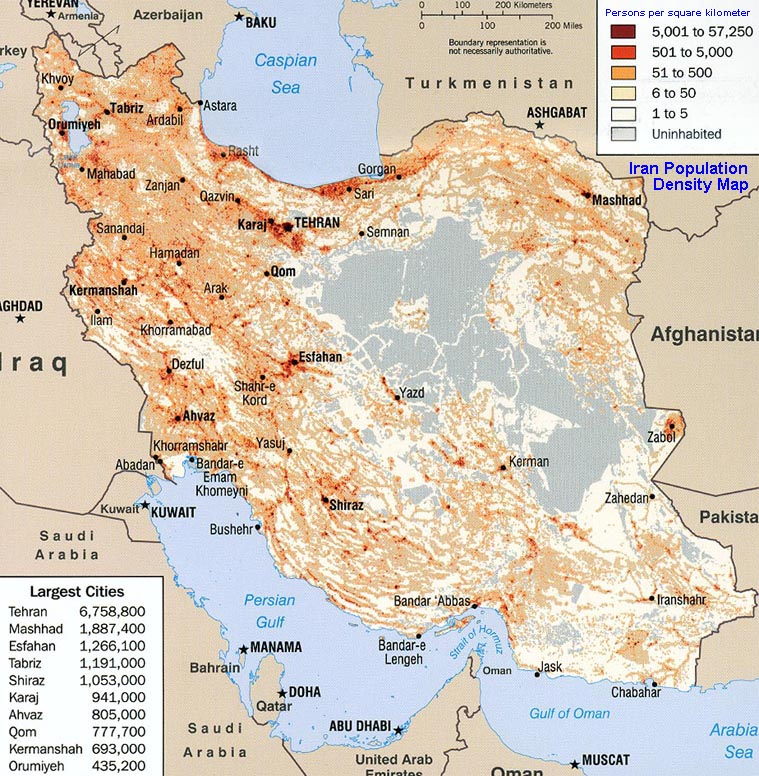 YEREVAN
Armenia
Azerbaijan
BAKU
0 100 200 Kilometers
0 100 200 Miles
Boundary representation is
not necessarily authoritative.
Persons per square kilometer
5,001 to 57,250
501 to 5,000
51 to 500
6 to 50
1 to 5
Uninhabited
Iran Population
Density Map
Caspian
Sea
Turkmenistan
ASHGABAT
rkey
Khvoy
Tabriz
Ardabil
Astara
Orumiyeh
Rasht
Mahabad
Zanjan
Qazvin
Gorgan
Sari
Mashhad
Karaj
TEHRAN
Semnan
Sanandaj
Hamadan
Qom
Kermanshah
Arak
AGHDAD
Ilam
Khorramabad
Afghanistan
Iraq
Esfahan
Dezful
Shahr-e
Kord
Yazd
Ahvaz
Zabol
Khorramshahr
Yasuj
Abadan
Bandar-e
Emam
Khomeyni
Kerman
Zahedan
Kuwait
KUWAIT
Shiraz
Pakista
Bushehr
Saudi
Arabia
Persian
Gulf
Bandar 'Abbas
Iranshahr
Bandar-e
Lengeh
Strait of Hormuz
MANAMA
Bahrain
Oman
Jask
Chabahar
DOHA
Qatar
Gulf of Oman
Saudi
Arabia
ABU DHABI
Arabia
Sea
United Arab
Emirates
Oman
MUSCAT
Largest Cities
Tehran 6,758,800
Mashhad 1,887,400
Esfahan 1,266,100
Tabriz 1,191,000
Shiraz 1,053,000
Karaj 941,000
Ahvaz 805,000
Qom 777,700
Kermanshah 693,000
Orumiyeh 435,200